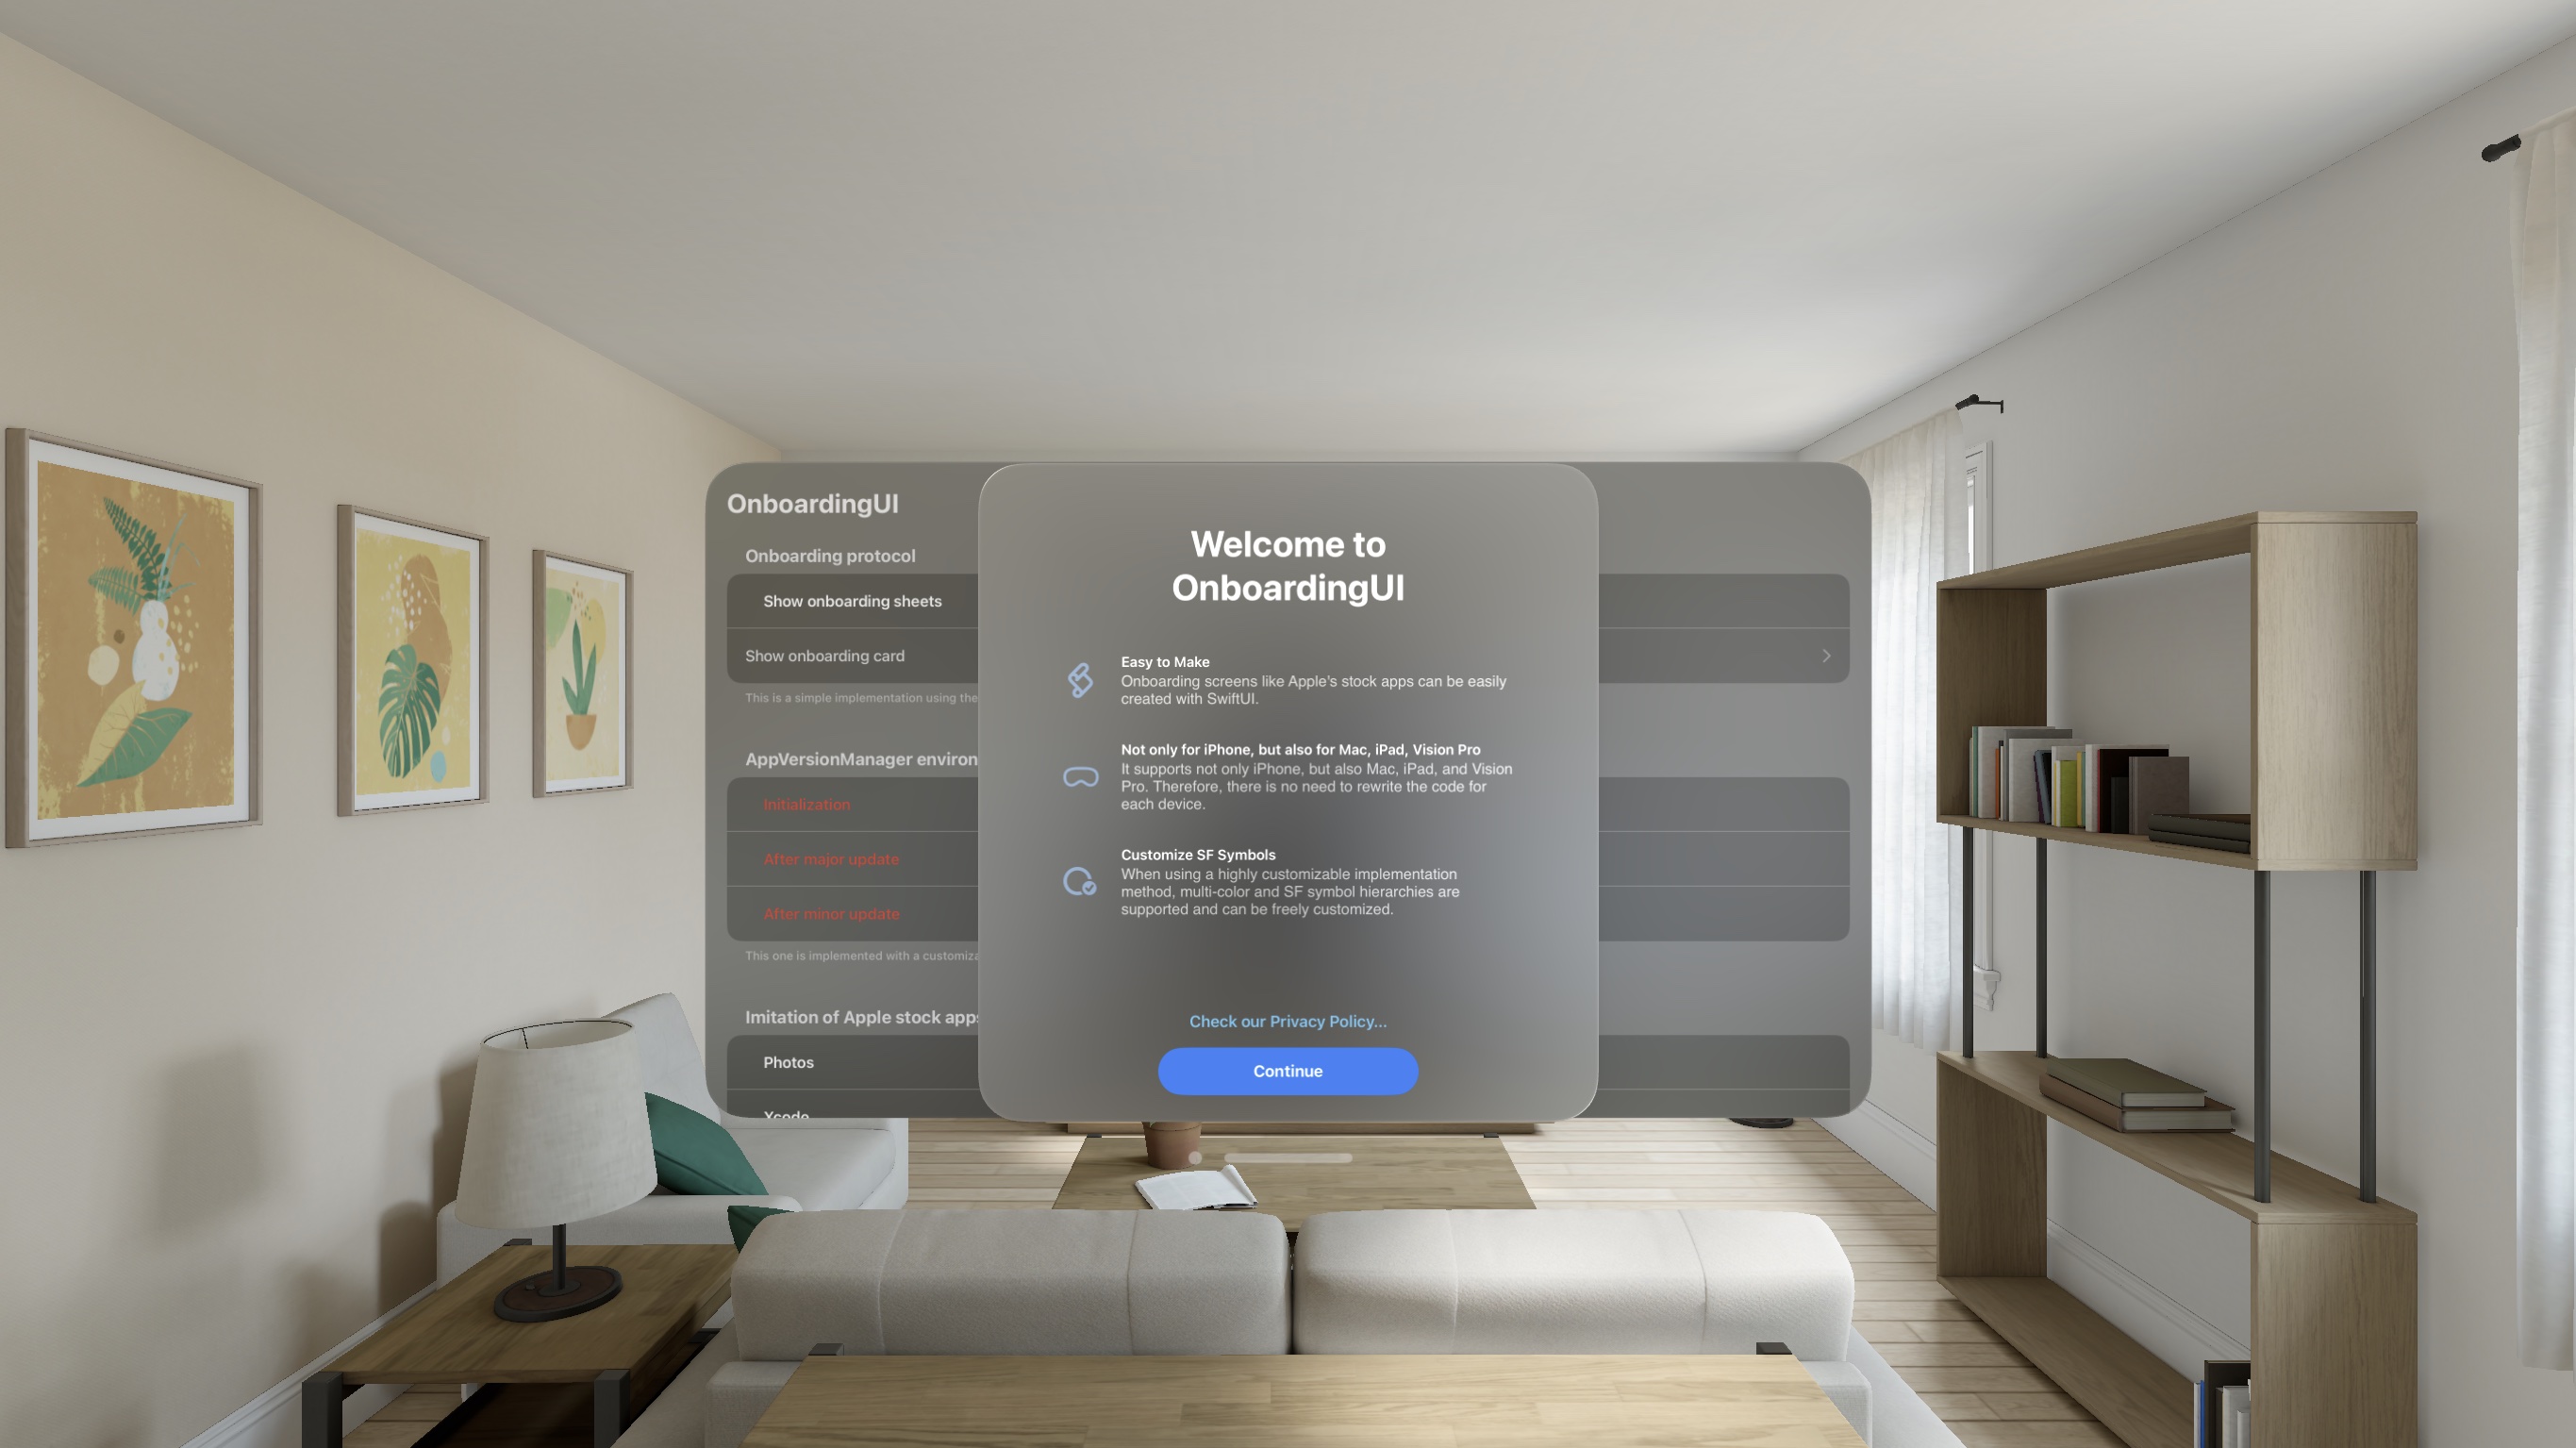 OnboardingUI
Onboarding protocol
Show onboarding sheets
Show onboarding card
This is a simple implementation using the
AppVersionManager environ
Initialization
After major update
After minor update
This one is implemented with a customiza
Imitation of Apple stock apps
Photos
Xcode
Welcome to
OnboardingUI
Easy to Make
Onboarding screens like Apple's stock apps can be easily
created with SwiftUI.
Not only for iPhone, but also for Mac, iPad, Vision Pro
It supports not only iPhone, but also Mac, iPad, and Vision
Pro. Therefore, there is no need to rewrite the code for
each device.
Customize SF Symbols
When using a highly customizable implementation
method, multi-color and SF symbol hierarchies are
supported and can be freely customized.
Check our Privacy Policy...
Continue